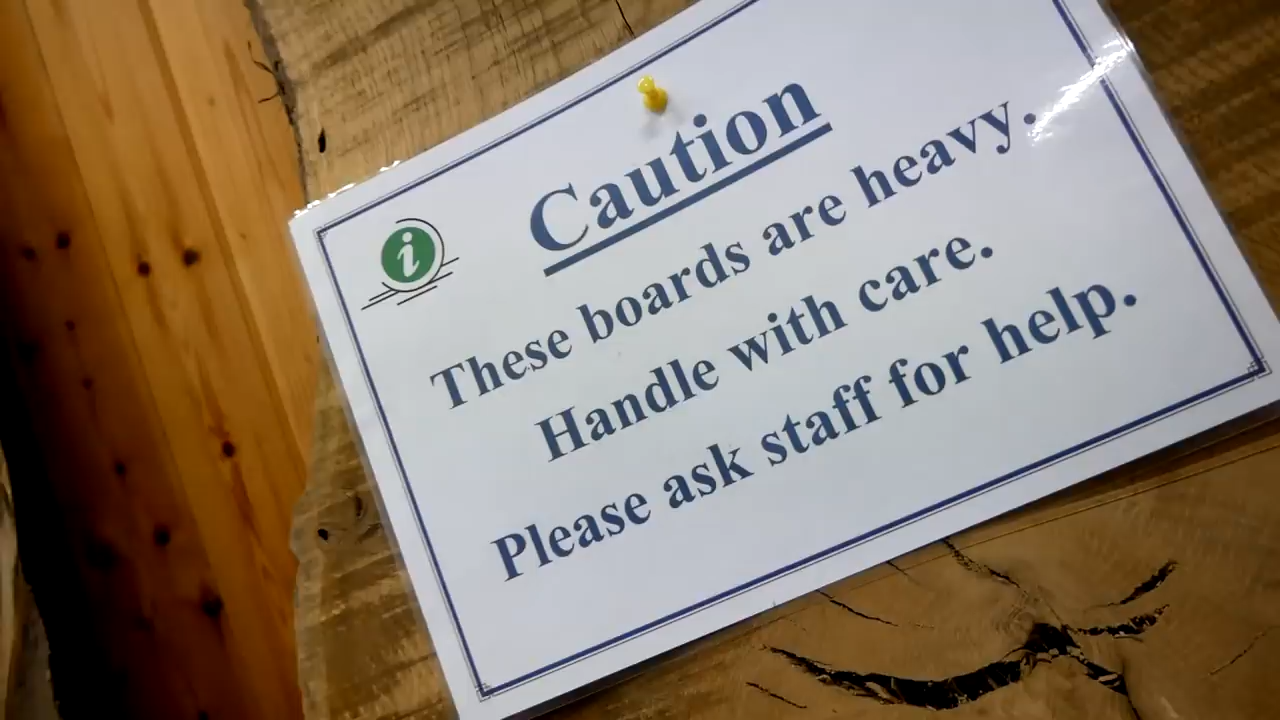 Caution
These boards are heavy.
Handle with care.
Please ask staff for help.